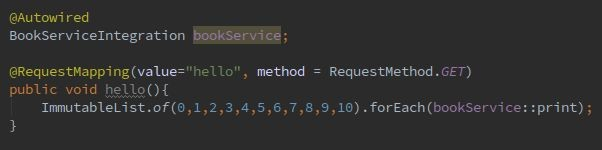 @Autowired
BookServiceIntegration bookService;
@RequestMapping(value="hello", method = RequestMethod.GET)
public void hello(){
ImmutableList.of(0,1,2,3,4,5,6,7,8,9,10).forEach(bookService::print);
}